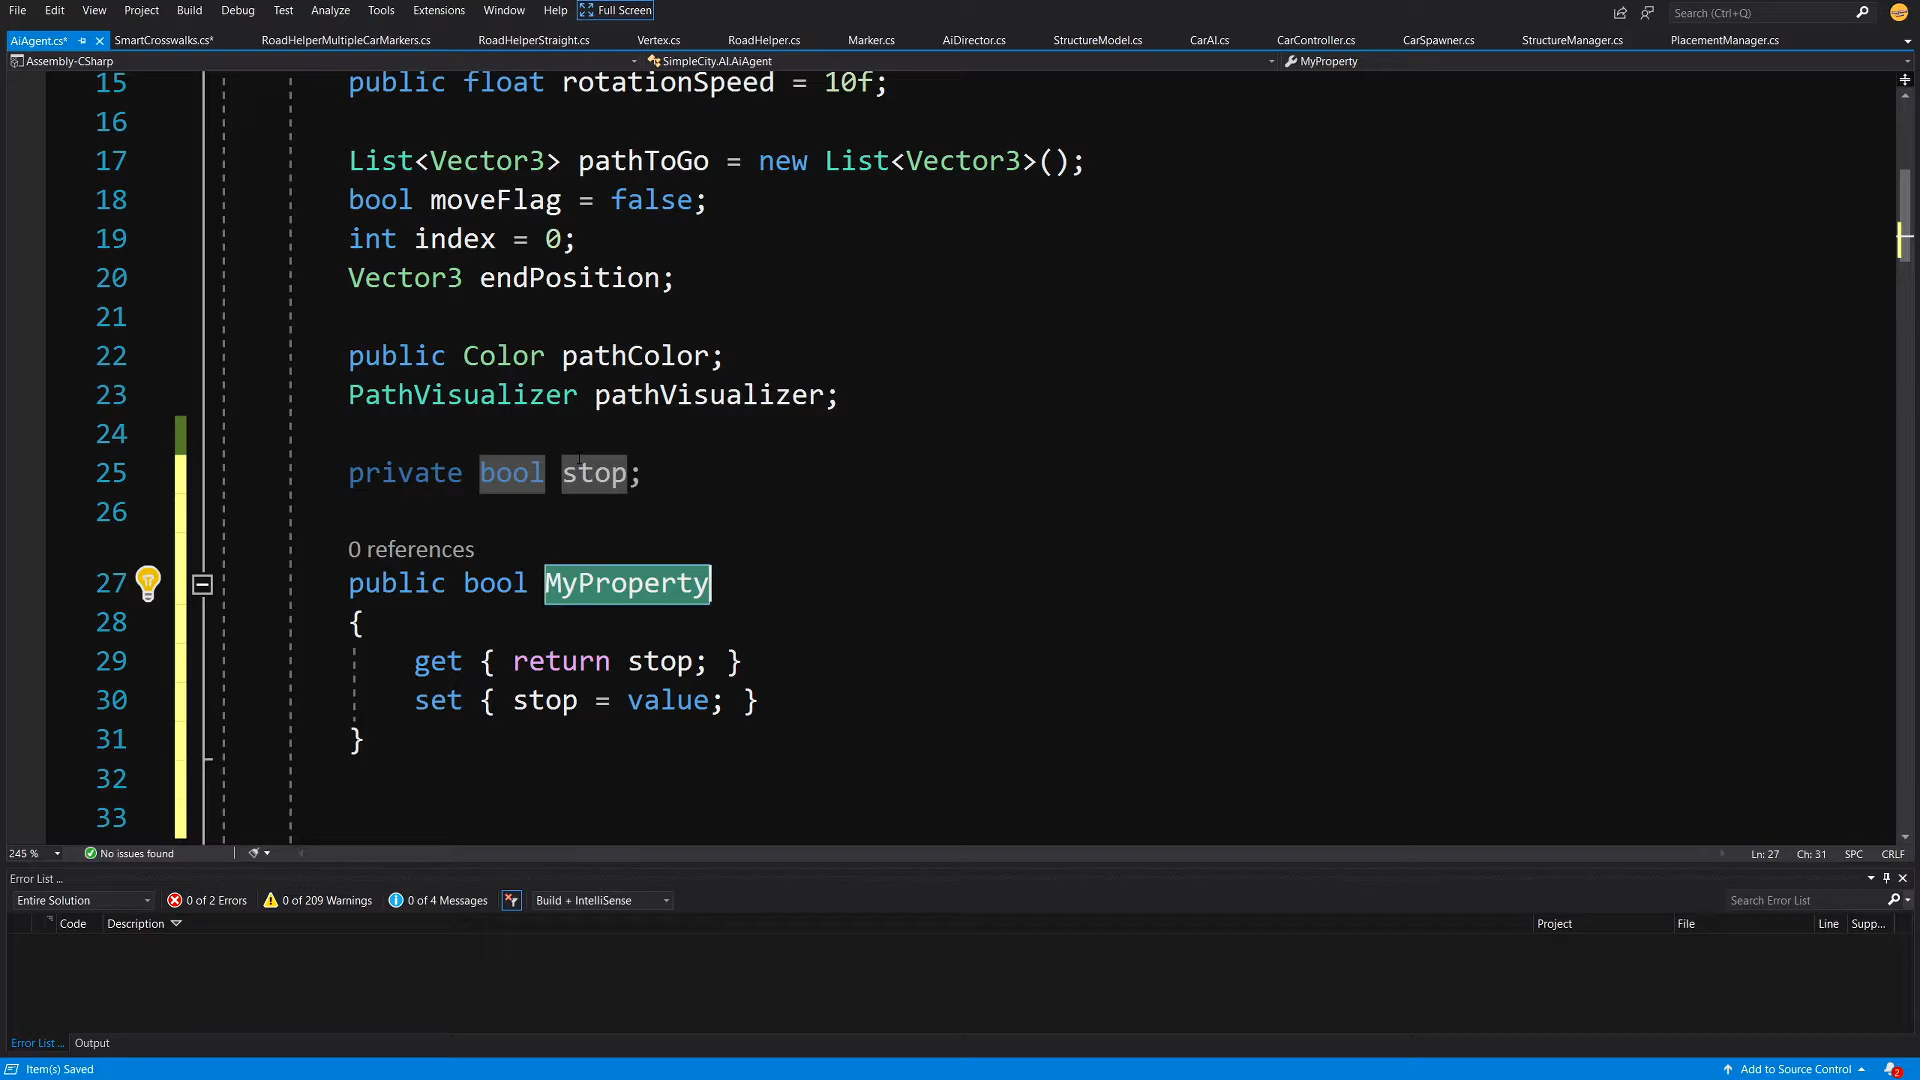 File Edit View Project Build Debug Test Analyze Tools Extensions Window Help Full Screen Search (Ctrl+Q)
AiAgent.cs* SmartCrosswalks.cs* RoadHelperMultipleCarMarkers.cs RoadHelperStraight.cs Vertex.cs RoadHelper.cs Marker.cs AiDirector.cs StructureModel.cs CarAI.cs CarController.cs CarSpawner.cs StructureManager.cs PlacementManager.cs
Assembly-CSharp SimpleCity.AI.AiAgent MyProperty
15 public float rotationSpeed = 10f;
16
17 List<Vector3> pathToGo = new List<Vector3>();
18 bool moveFlag = false;
19 int index = 0;
20 Vector3 endPosition;
21
22 public Color pathColor;
23 PathVisualizer pathVisualizer;
24
25 private bool stop;
26
0 references
27 public bool MyProperty
28 {
29 get { return stop; }
30 set { stop = value; }
31 }
32
33
245 % No issues found Ln: 27 Ch: 31 SPC CRLF
Error List ...
Entire Solution 0 of 2 Errors 0 of 209 Warnings 0 of 4 Messages Build + IntelliSense Search Error List
Code Description Project File Line Supp...
Error List ... Output
Item(s) Saved Add to Source Control 2